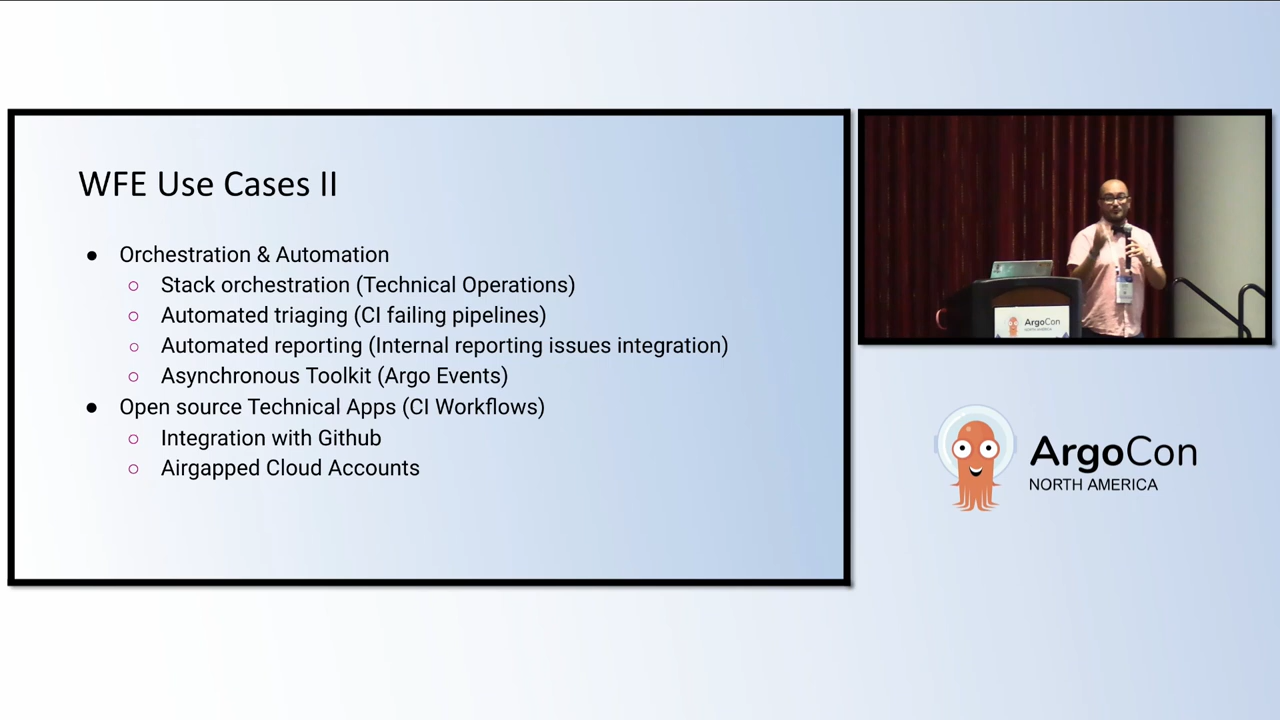 WFE Use Cases II
● Orchestration & Automation
○ Stack orchestration (Technical Operations)
○ Automated triaging (CI failing pipelines)
○ Automated reporting (Internal reporting issues integration)
○ Asynchronous Toolkit (Argo Events)
● Open source Technical Apps (CI Workflows)
○ Integration with Github
○ Airgapped Cloud Accounts
ArgoCon
ArgoCon
NORTH AMERICA